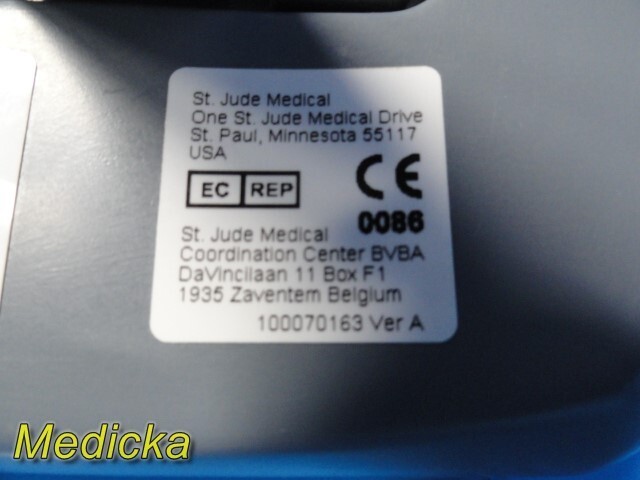 St. Jude Medical
One St. Jude Medical Drive
St. Paul, Minnesota 55117
USA
EC REP
CE
0086
St. Jude Medical
Coordination Center BVBA
DaVincilaan 11 Box F1
1935 Zaventem Belgium
100070163 Ver A
Medicka